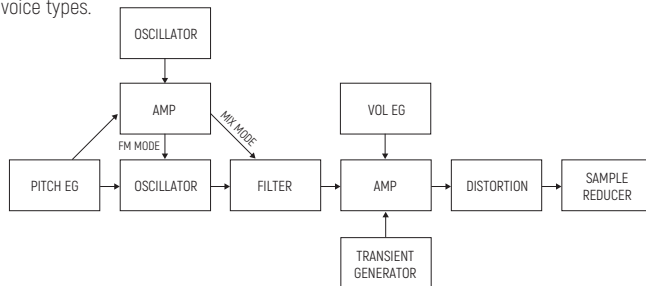 voice types.
OSCILLATOR
AMP
MIX MODE
VOL EG
FM MODE
PITCH EG
OSCILLATOR
FILTER
AMP
DISTORTION
SAMPLE
REDUCER
TRANSIENT
GENERATOR